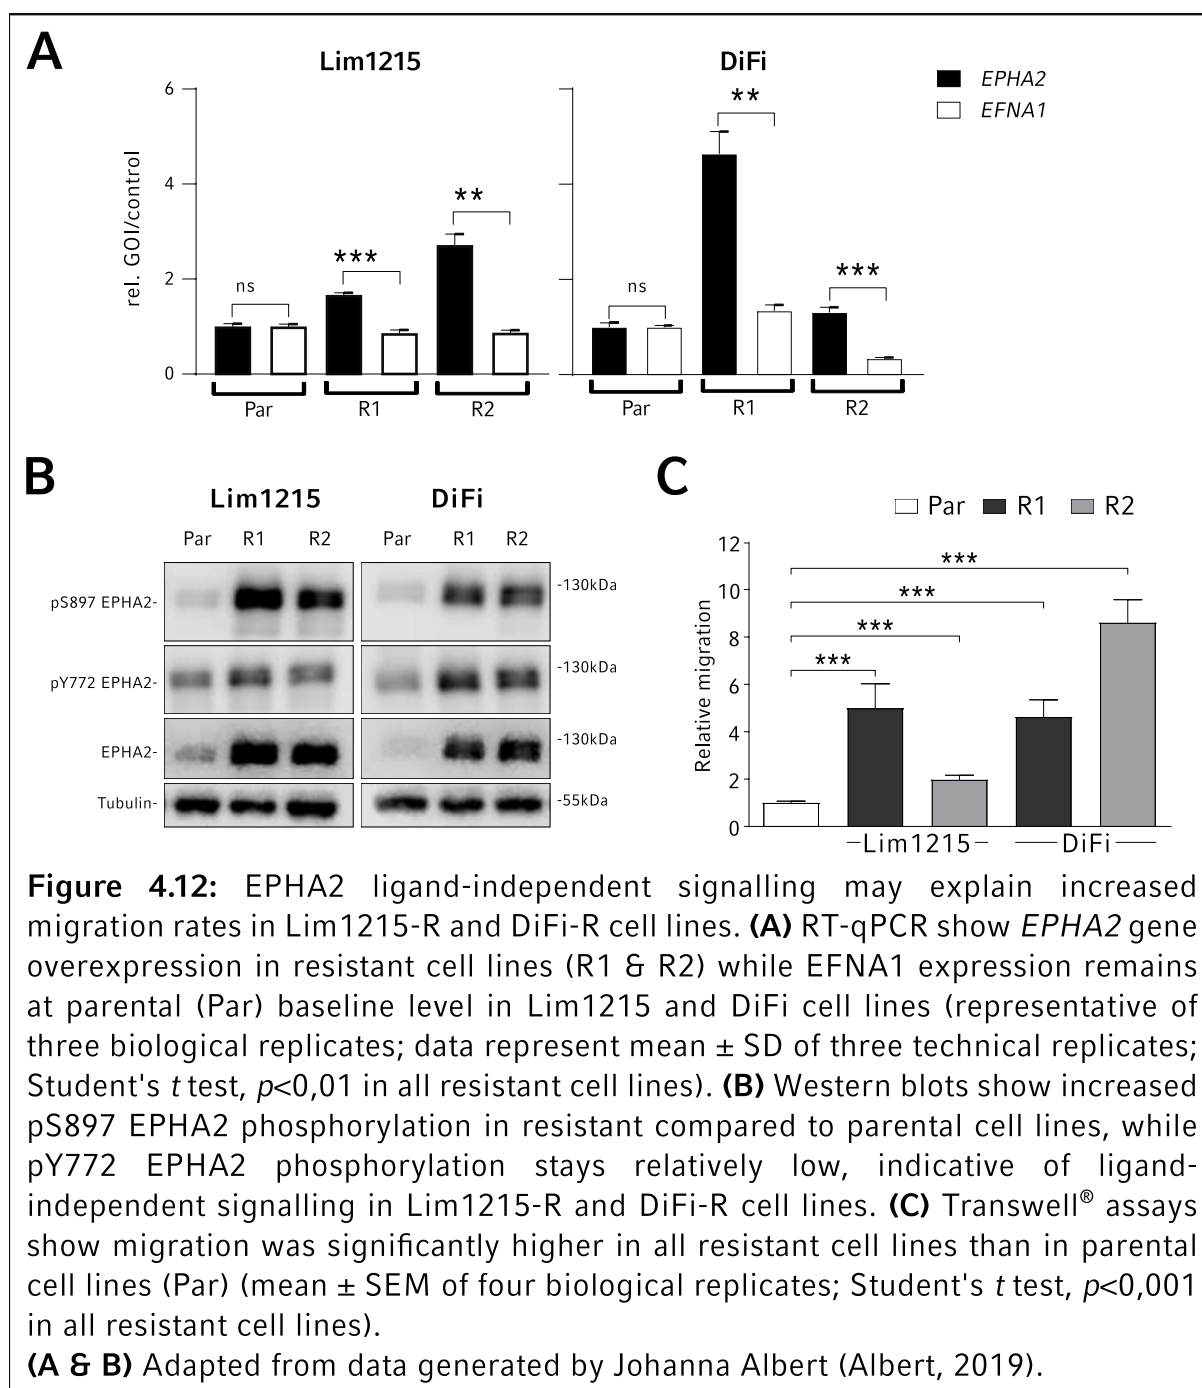 A
Lim1215
DiFi
EPHA2
EFNA1
rel. GOI/control
6
4
2
0
ns
***
**
ns
**
***
Par
R1
R2
Par
R1
R2
B
Lim1215
DiFi
Par
R1
R2
Par
R1
R2
pS897 EPHA2-
-130kDa
pY772 EPHA2-
-130kDa
EPHA2-
-130kDa
Tubulin-
-55kDa
C
Par
R1
R2
Relative migration
12
10
8
6
4
2
0
***
***
***
***
Lim1215
DiFi
Figure 4.12: EPHA2 ligand-independent signalling may explain increased
migration rates in Lim1215-R and DiFi-R cell lines. (A) RT-qPCR show EPHA2 gene
overexpression in resistant cell lines (R1 & R2) while EFNA1 expression remains
at parental (Par) baseline level in Lim1215 and DiFi cell lines (representative of
three biological replicates; data represent mean ± SD of three technical replicates;
Student's t test, p<0,01 in all resistant cell lines). (B) Western blots show increased
pS897 EPHA2 phosphorylation in resistant compared to parental cell lines, while
pY772 EPHA2 phosphorylation stays relatively low, indicative of ligand-
independent signalling in Lim1215-R and DiFi-R cell lines. (C) Transwell® assays
show migration was significantly higher in all resistant cell lines than in parental
cell lines (Par) (mean ± SEM of four biological replicates; Student's t test, p<0,001
in all resistant cell lines).
(A & B) Adapted from data generated by Johanna Albert (Albert, 2019).